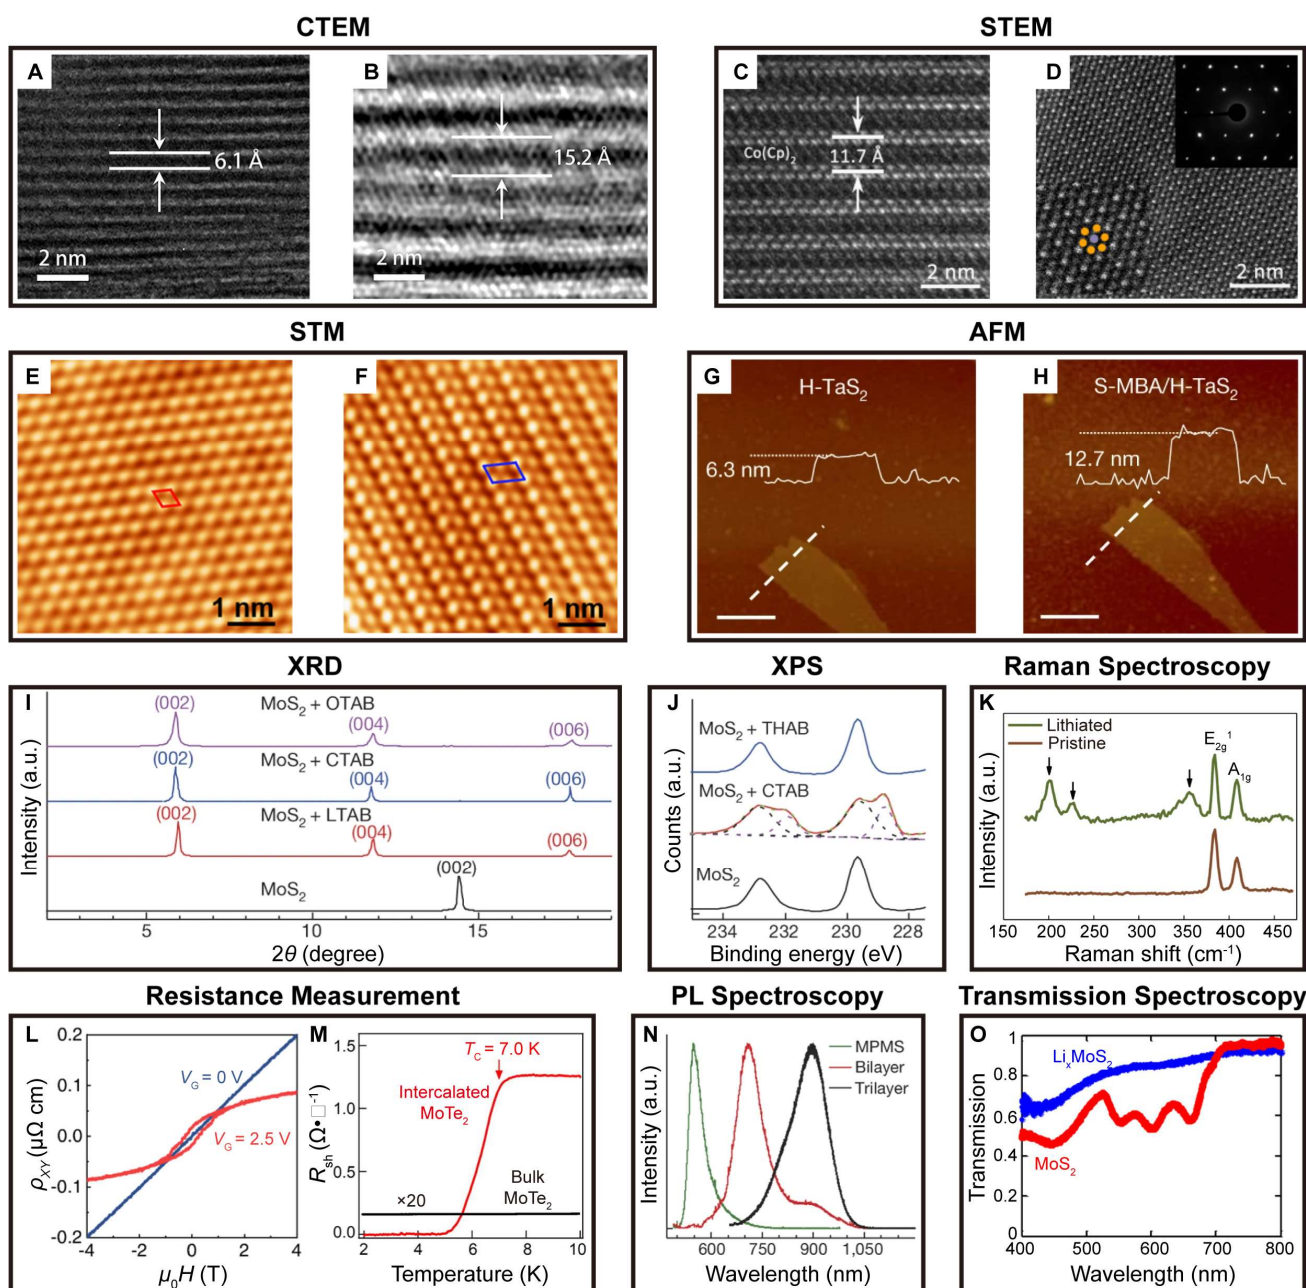 CTEM
STEM
A
6.1 Å
2 nm
B
15.2 Å
2 nm
C
Co(Cp)₂
11.7 Å
2 nm
D
2 nm
STM
AFM
E
1 nm
F
1 nm
G
H-TaS₂
6.3 nm
H
S-MBA/H-TaS₂
12.7 nm
XRD
XPS
Raman Spectroscopy
I
Intensity (a.u.)
(002)
MoS₂ + OTAB
(004)
(006)
(002)
MoS₂ + CTAB
(004)
(006)
(002)
MoS₂ + LTAB
(004)
(006)
(002)
MoS₂
5 10 15
2θ (degree)
J
Counts (a.u.)
MoS₂ + THAB
MoS₂ + CTAB
MoS₂
234 232 230 228
Binding energy (eV)
K
Intensity (a.u.)
Lithiated
Pristine
E₂g¹
A₁g
150 200 250 300 350 400 450
Raman shift (cm⁻¹)
Resistance Measurement
PL Spectroscopy
Transmission Spectroscopy
L
ρXY (μΩ cm)
0.2
0.1
0.0
-0.1
-0.2
VG = 0 V
VG = 2.5 V
-4 -2 0 2 4
μ₀H (T)
M
Rsh (Ω•□⁻¹)
1.5
1.0
0.5
0.0
TC = 7.0 K
Intercalated
MoTe₂
Bulk
MoTe₂
×20
2 4 6 8 10
Temperature (K)
N
Intensity (a.u.)
MPMS
Bilayer
Trilayer
600 750 900 1,050
Wavelength (nm)
O
Transmission
1
0.8
0.6
0.4
0.2
0
LiₓMoS₂
MoS₂
400 500 600 700 800
Wavelength (nm)